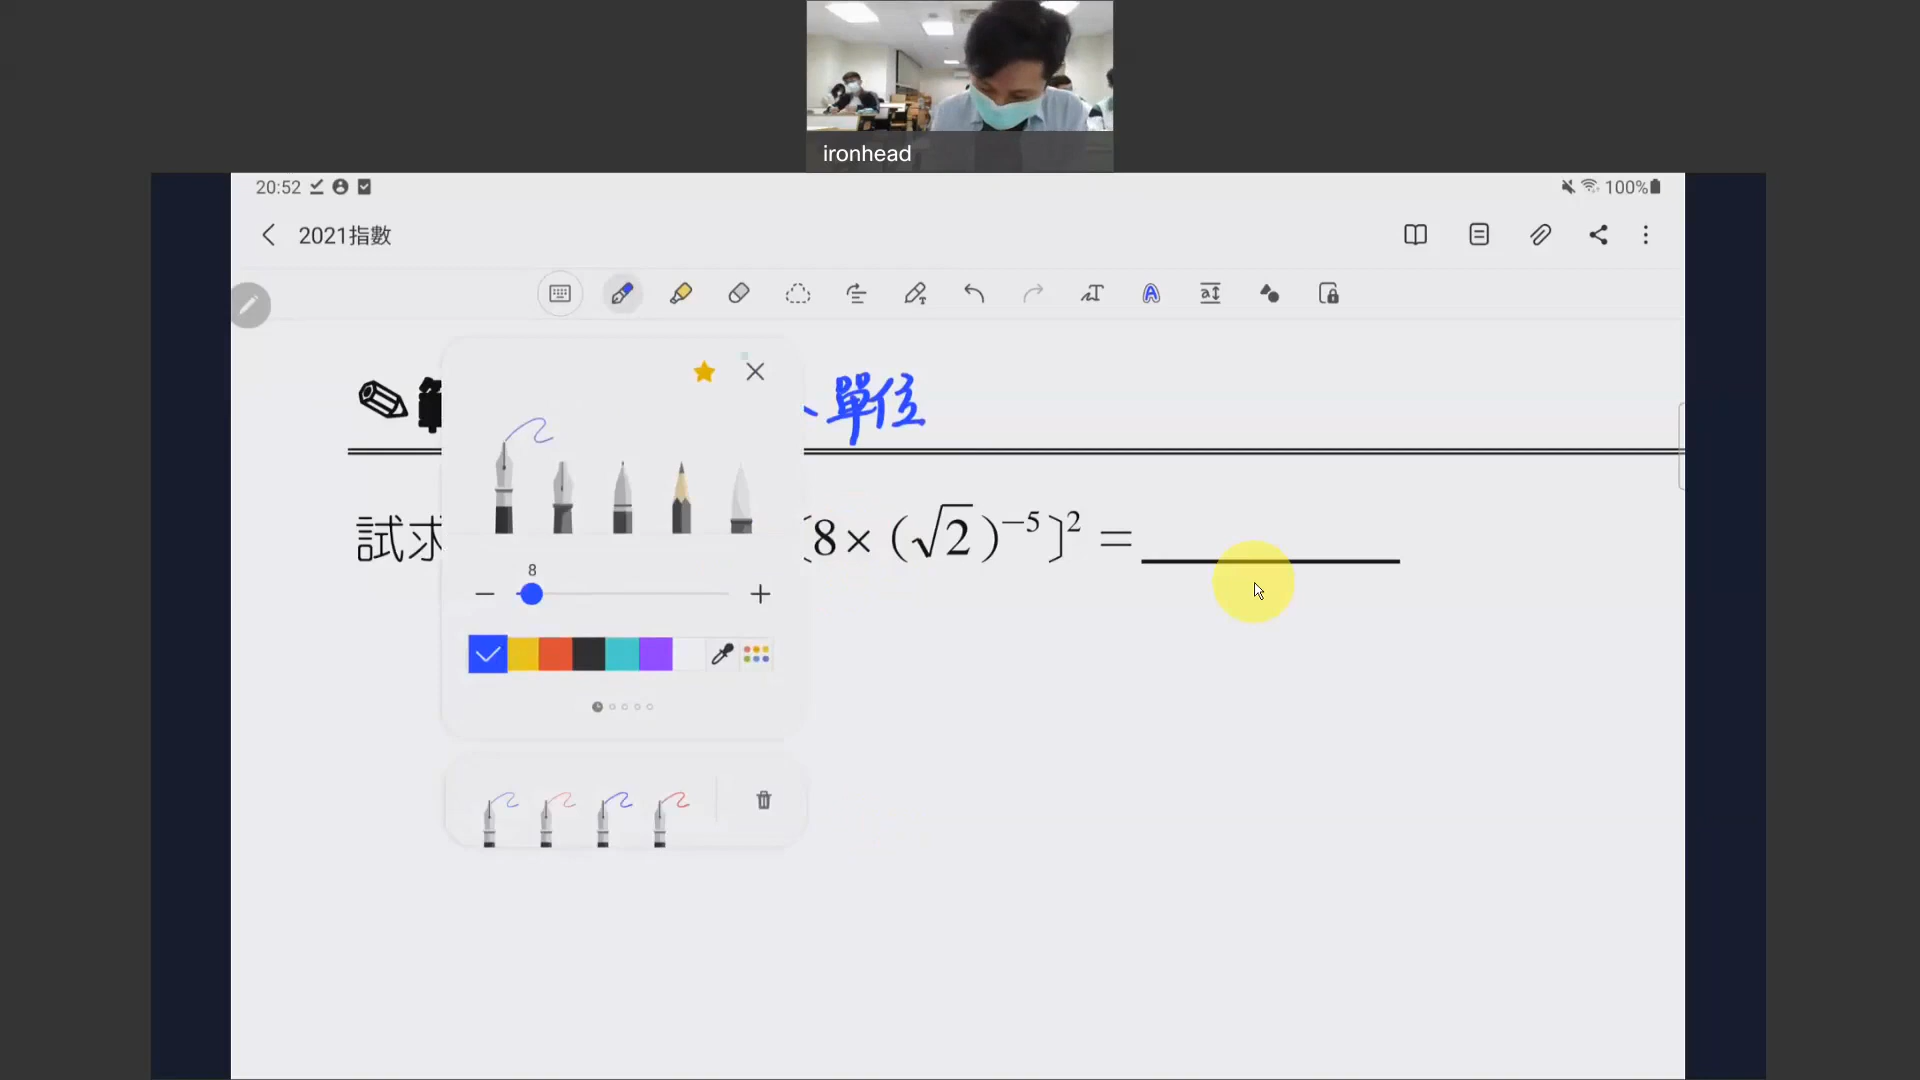 ironhead
20:52
100%
2021指數
單位
試求
[8×(√2)⁻⁵]² =
8